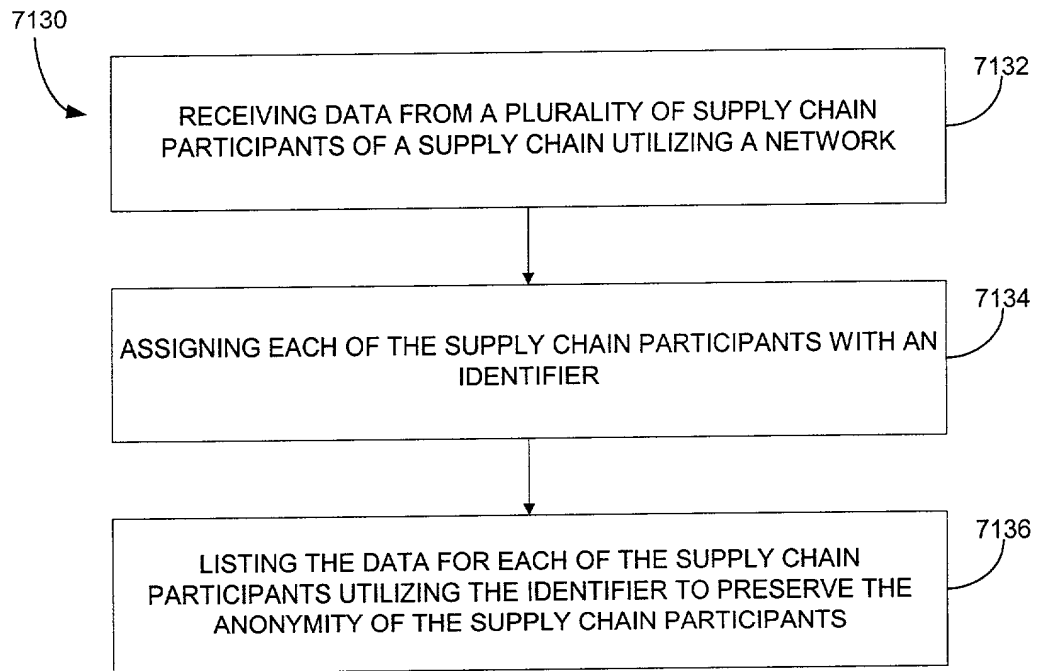 7130
7132
RECEIVING DATA FROM A PLURALITY OF SUPPLY CHAIN
PARTICIPANTS OF A SUPPLY CHAIN UTILIZING A NETWORK
7134
ASSIGNING EACH OF THE SUPPLY CHAIN PARTICIPANTS WITH AN
IDENTIFIER
7136
LISTING THE DATA FOR EACH OF THE SUPPLY CHAIN
PARTICIPANTS UTILIZING THE IDENTIFIER TO PRESERVE THE
ANONYMITY OF THE SUPPLY CHAIN PARTICIPANTS